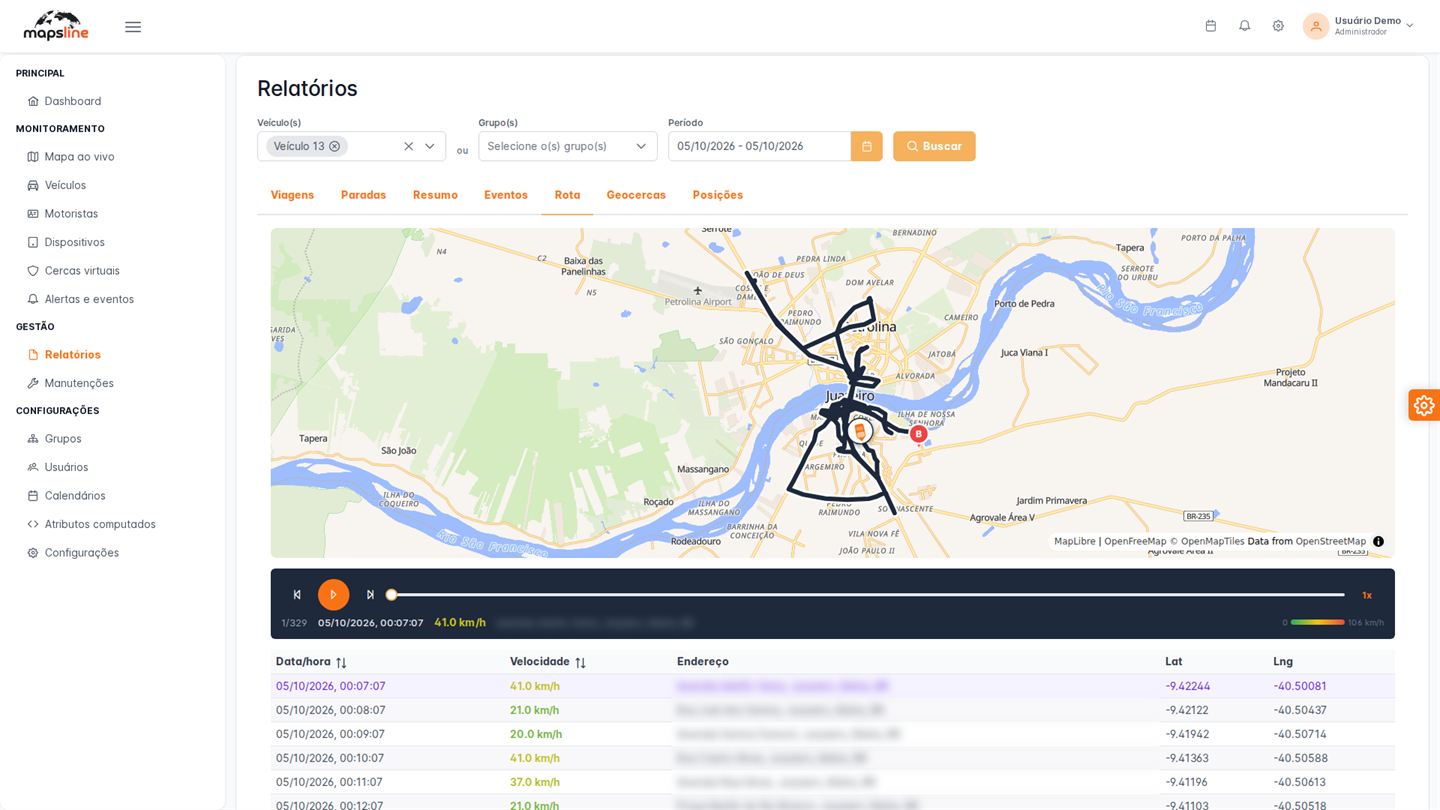 mapsline
Usuário Demo
Administrador
PRINCIPAL
Dashboard
MONITORAMENTO
Mapa ao vivo
Veículos
Motoristas
Dispositivos
Cercas virtuais
Alertas e eventos
GESTÃO
Relatórios
Manutenções
CONFIGURAÇÕES
Grupos
Usuários
Calendários
Atributos computados
Configurações
Relatórios
Veículo(s)
Veículo 13
ou
Grupo(s)
Selecione o(s) grupo(s)
Período
05/10/2026 - 05/10/2026
Buscar
Viagens Paradas Resumo Eventos Rota Geocercas Posições
Serrote
BERNADINO
PORTO DA PALHA
N4
C2
Baixa das
Panelinhas
PEDRA LINDA
Tapera
SERROTE
DO URUBU
N5
Petrolina Airport
DOM AVELAR
Porto de Pedra
Rio São Francisco
PEDRO
RAIMUNDO
CAMEIRO
SÃO GONÇALO
JATOBÁ
Juca Viana I
ALVORADA
Projeto
Mandacaru II
ILHA DE NOSSA
SENHORA
B
Tapera
São João
Massangano
ARGEMIRO
ILHA DO
COQUEIRO
Roçado
ILHA DO
MASSANGANO
PEDRO
RAIMUNDO
Jardim Primavera
Agrovale Área V
BR-235
Rio São Francisco
Rodeadouro
BARRINHA DA
CONCEIÇÃO
VILA NOVA FÉ
JOÃO PAULO II
MapLibre | OpenFreeMap © OpenMapTiles Data from OpenStreetMap
1x
1/329 05/10/2026, 00:07:07 41.0 km/h
0 106 km/h
Data/hora Velocidade Endereço Lat Lng
05/10/2026, 00:07:07 41.0 km/h -9.42244 -40.50081
05/10/2026, 00:08:07 21.0 km/h -9.42122 -40.50437
05/10/2026, 00:09:07 20.0 km/h -9.41942 -40.50714
05/10/2026, 00:10:07 41.0 km/h -9.41363 -40.50588
05/10/2026, 00:11:07 37.0 km/h -9.41196 -40.50613
05/10/2026, 00:12:07 21.0 km/h -9.41103 -40.50518